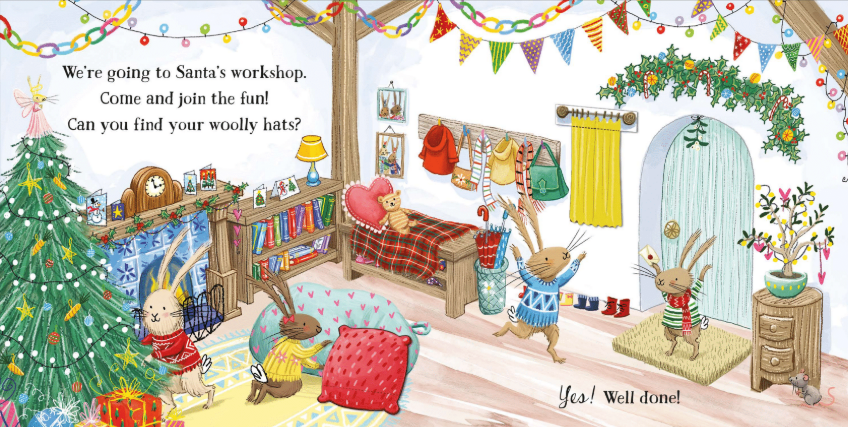 We're going to Santa's workshop.
Come and join the fun!
Can you find your woolly hats?
Yes! Well done!